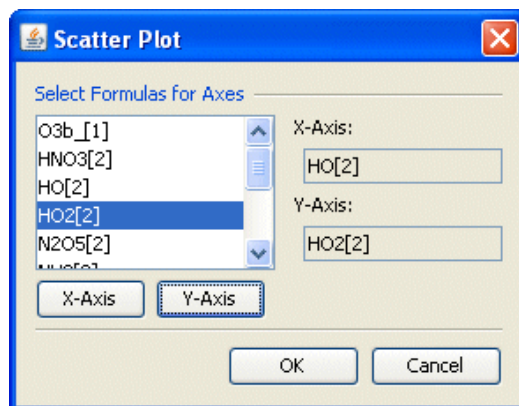 Scatter Plot
Select Formulas for Axes
O3b_[1]
HNO3[2]
HO[2]
HO2[2]
N2O5[2]
X-Axis:
HO[2]
Y-Axis:
HO2[2]
X-Axis
Y-Axis
OK
Cancel